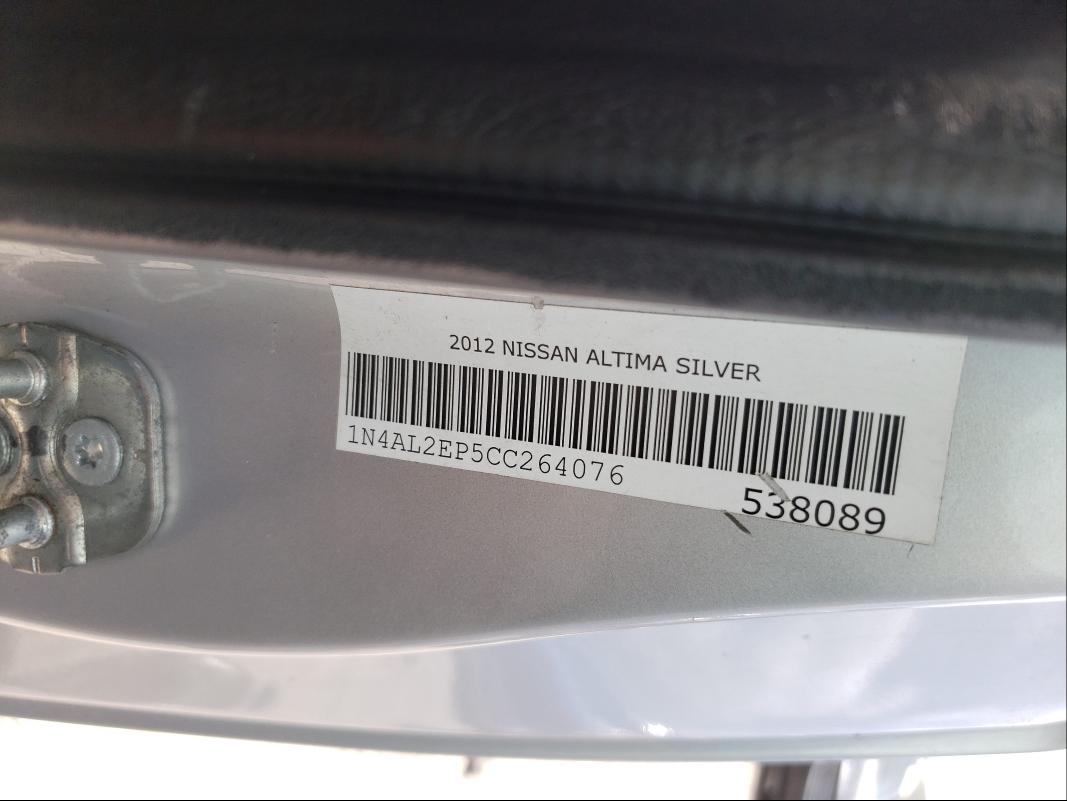 2012 NISSAN ALTIMA SILVER
1N4AL2EP5CC264076
538089